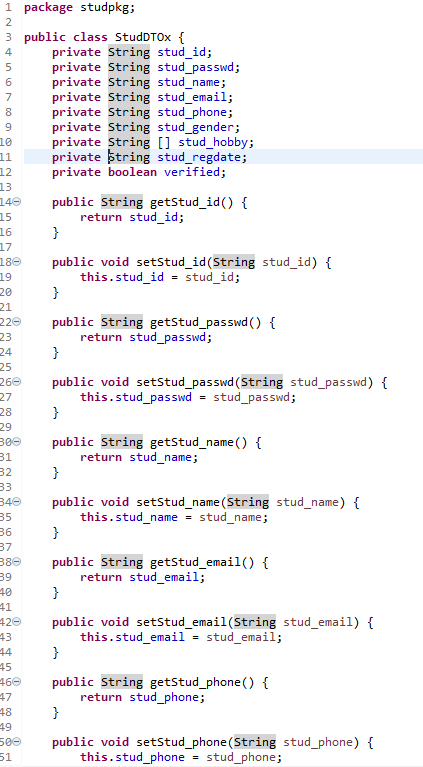 1 package studpkg;
2
3 public class StudDTOx {
4 private String stud_id;
5 private String stud_passwd;
6 private String stud_name;
7 private String stud_email;
8 private String stud_phone;
9 private String stud_gender;
10 private String [] stud_hobby;
11 private String stud_regdate;
12 private boolean verified;
13
14 public String getStud_id() {
15 return stud_id;
16 }
17
18 public void setStud_id(String stud_id) {
19 this.stud_id = stud_id;
20 }
21
22 public String getStud_passwd() {
23 return stud_passwd;
24 }
25
26 public void setStud_passwd(String stud_passwd) {
27 this.stud_passwd = stud_passwd;
28 }
29
30 public String getStud_name() {
31 return stud_name;
32 }
33
34 public void setStud_name(String stud_name) {
35 this.stud_name = stud_name;
36 }
37
38 public String getStud_email() {
39 return stud_email;
40 }
41
42 public void setStud_email(String stud_email) {
43 this.stud_email = stud_email;
44 }
45
46 public String getStud_phone() {
47 return stud_phone;
48 }
49
50 public void setStud_phone(String stud_phone) {
51 this.stud_phone = stud_phone;